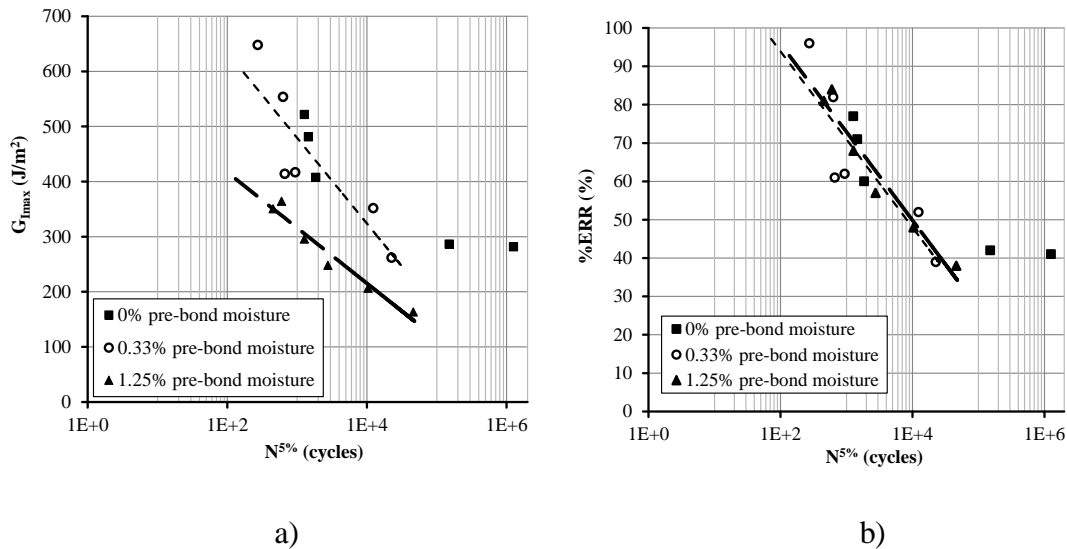 700
600
500
400
300
200
100
0
G_Imax (J/m²)
0% pre-bond moisture
0.33% pre-bond moisture
1.25% pre-bond moisture
1E+0 1E+2 1E+4 1E+6
N^5% (cycles)
a)
100
90
80
70
60
50
40
30
20
10
0
%ERR (%)
0% pre-bond moisture
0.33% pre-bond moisture
1.25% pre-bond moisture
1E+0 1E+2 1E+4 1E+6
N^5% (cycles)
b)